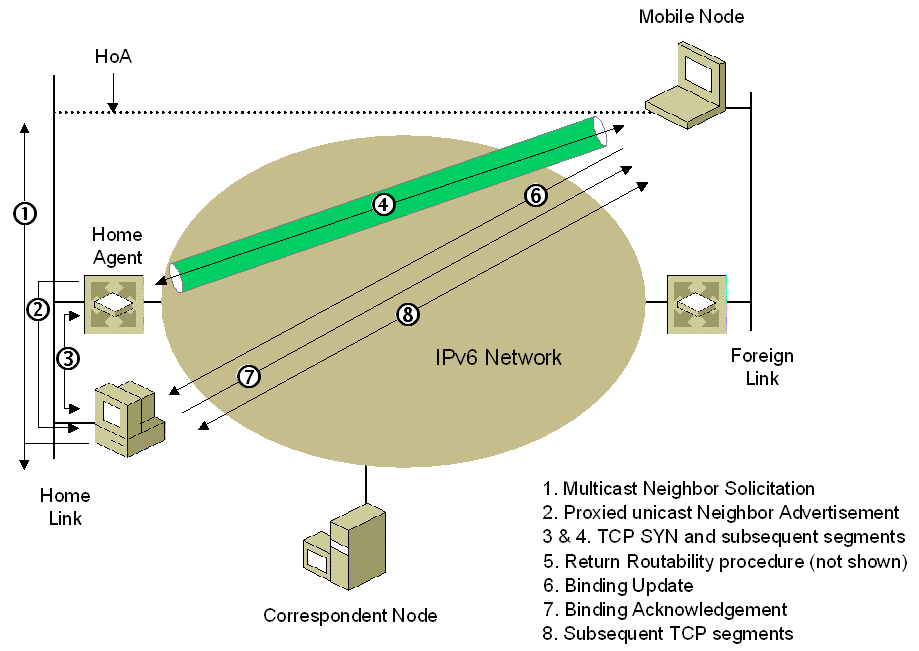 Mobile Node
HoA
4
6
1
Home
Agent
2
8
3
IPv6 Network
Foreign
Link
7
Home
Link
Correspondent Node
1. Multicast Neighbor Solicitation
2. Proxied unicast Neighbor Advertisement
3 & 4. TCP SYN and subsequent segments
5. Return Routability procedure (not shown)
6. Binding Update
7. Binding Acknowledgement
8. Subsequent TCP segments